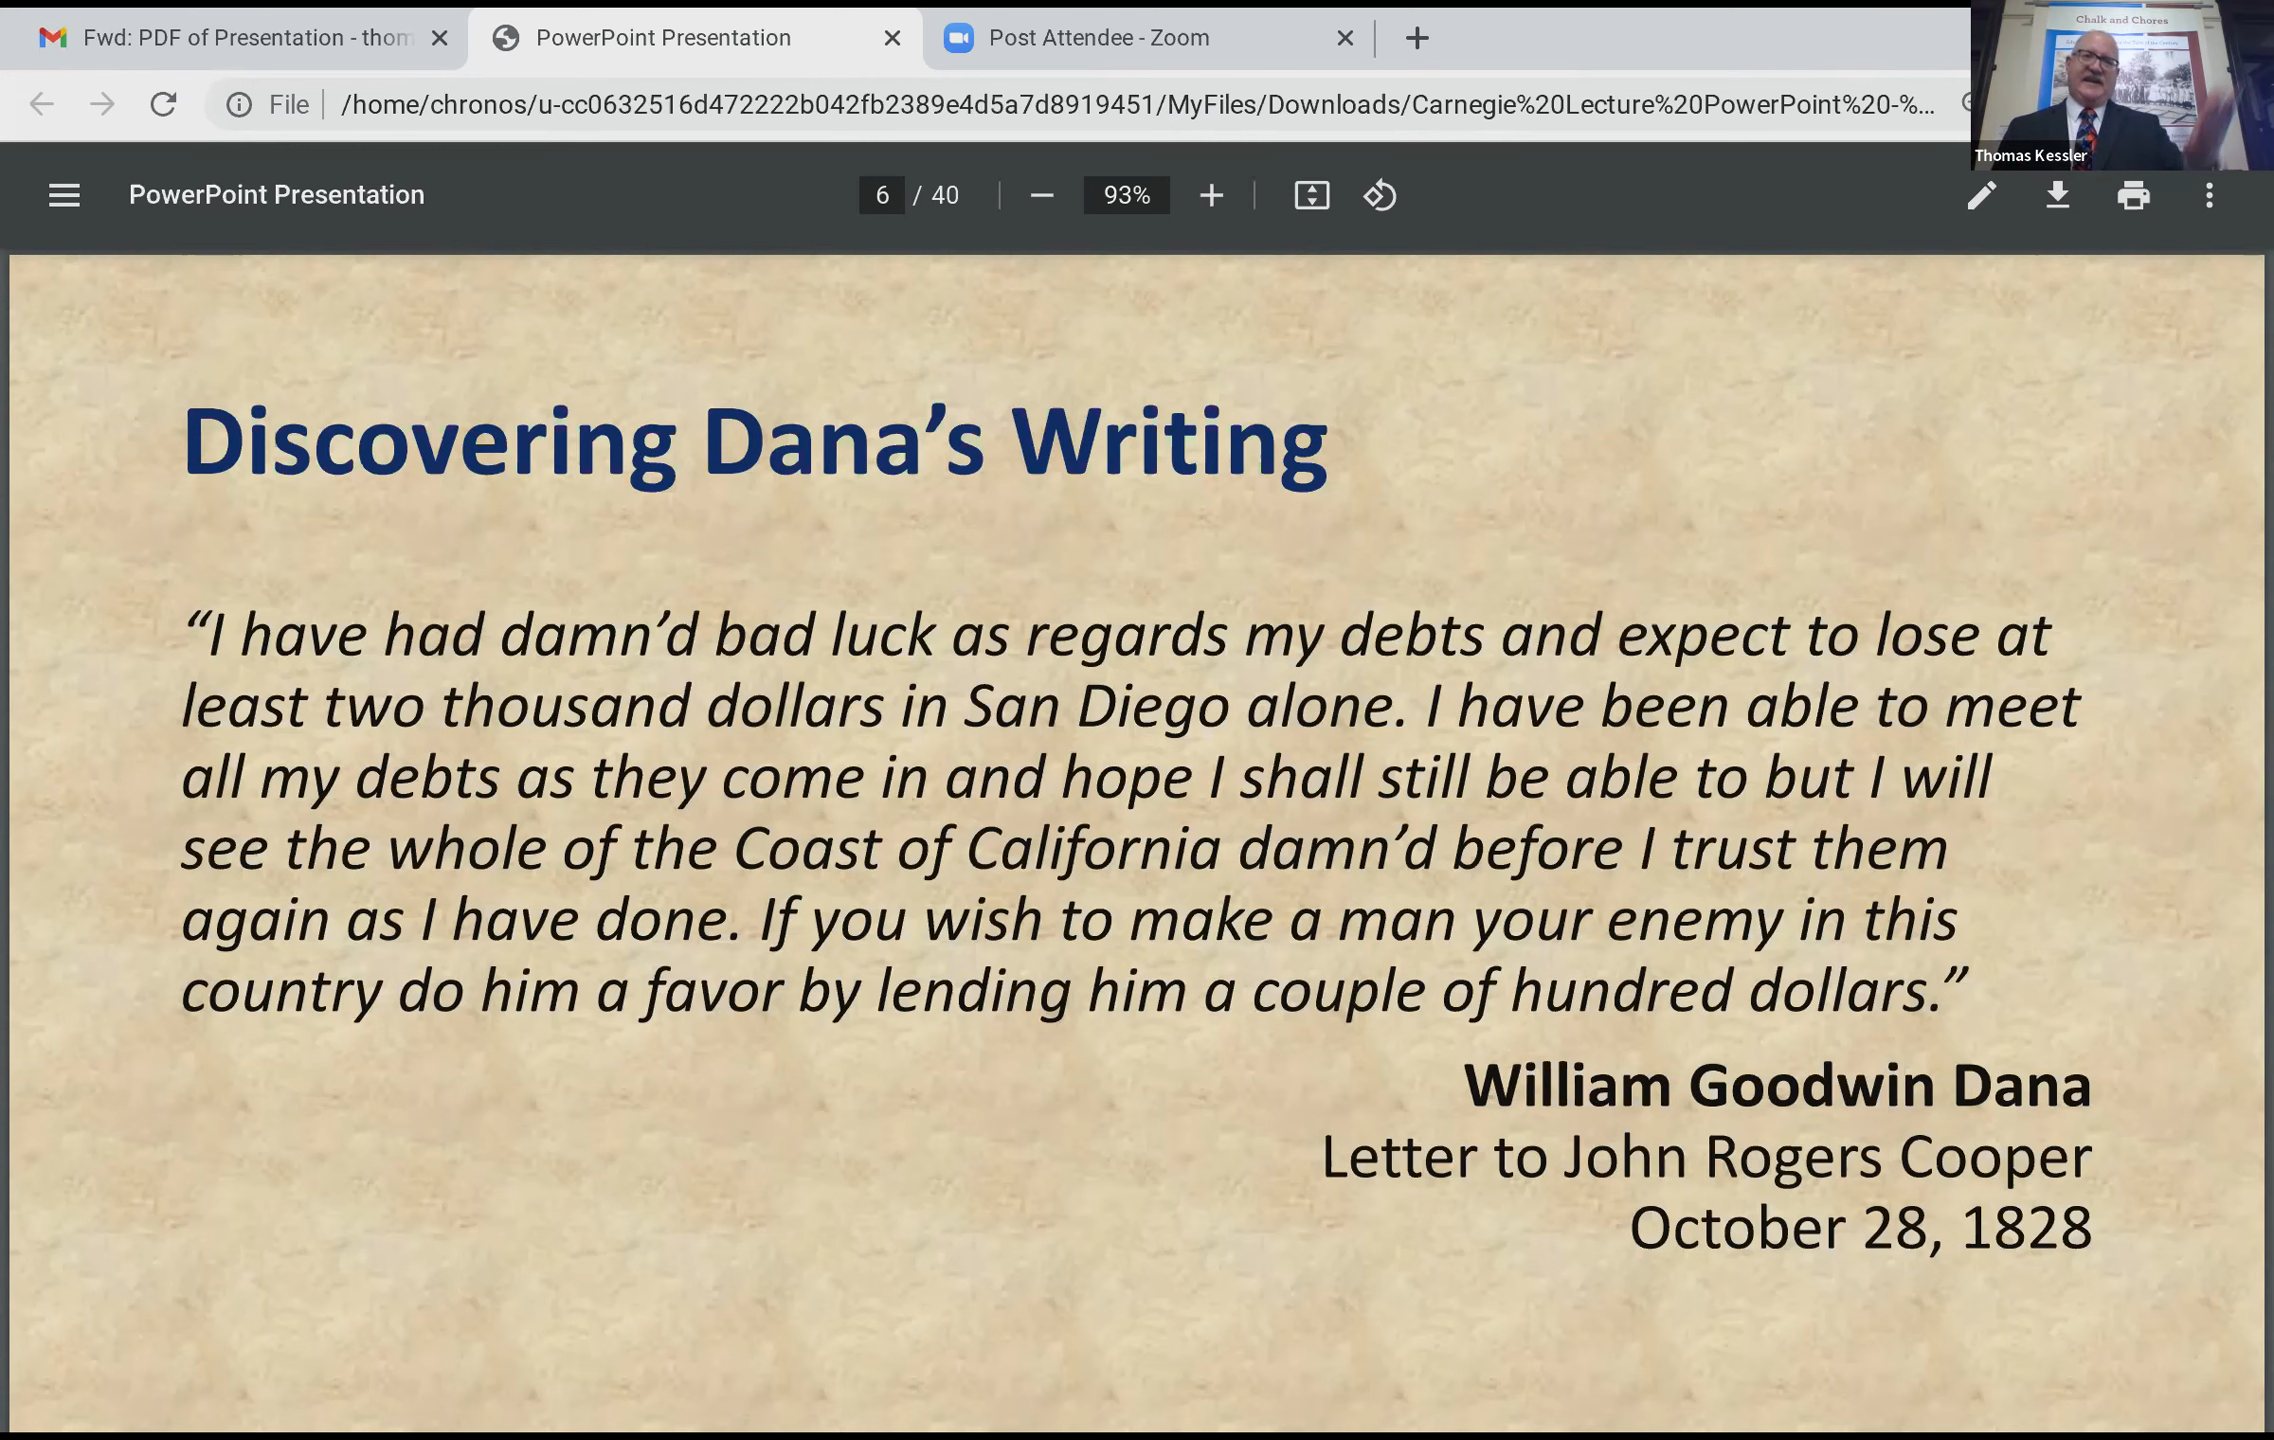 Fwd: PDF of Presentation - thom
PowerPoint Presentation
Post Attendee - Zoom
File
/home/chronos/u-cc0632516d472222b042fb2389e4d5a7d8919451/MyFiles/Downloads/Carnegie%20Lecture%20PowerPoint%20-%...
Chalk and Chores
Thomas Kessler
PowerPoint Presentation
6 / 40
93%
Discovering Dana’s Writing
“I have had damn’d bad luck as regards my debts and expect to lose at
least two thousand dollars in San Diego alone. I have been able to meet
all my debts as they come in and hope I shall still be able to but I will
see the whole of the Coast of California damn’d before I trust them
again as I have done. If you wish to make a man your enemy in this
country do him a favor by lending him a couple of hundred dollars.”
William Goodwin Dana
Letter to John Rogers Cooper
October 28, 1828